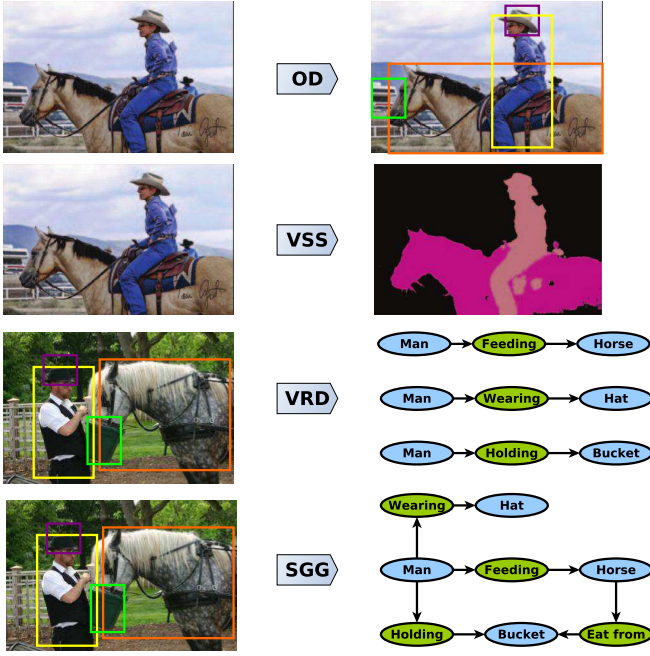 OD
VSS
Man Feeding Horse
VRD
Man Wearing Hat
Man Holding Bucket
Wearing Hat
SGG
Man Feeding Horse
Holding Bucket Eat from